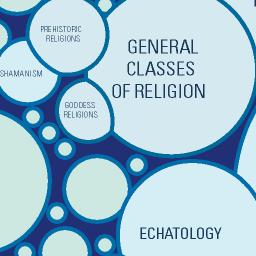 PREHISTORIC
RELIGIONS
GENERAL
CLASSES
OF RELIGION
SHAMANISM
GODDESS
RELIGIONS
ECHATOLOGY